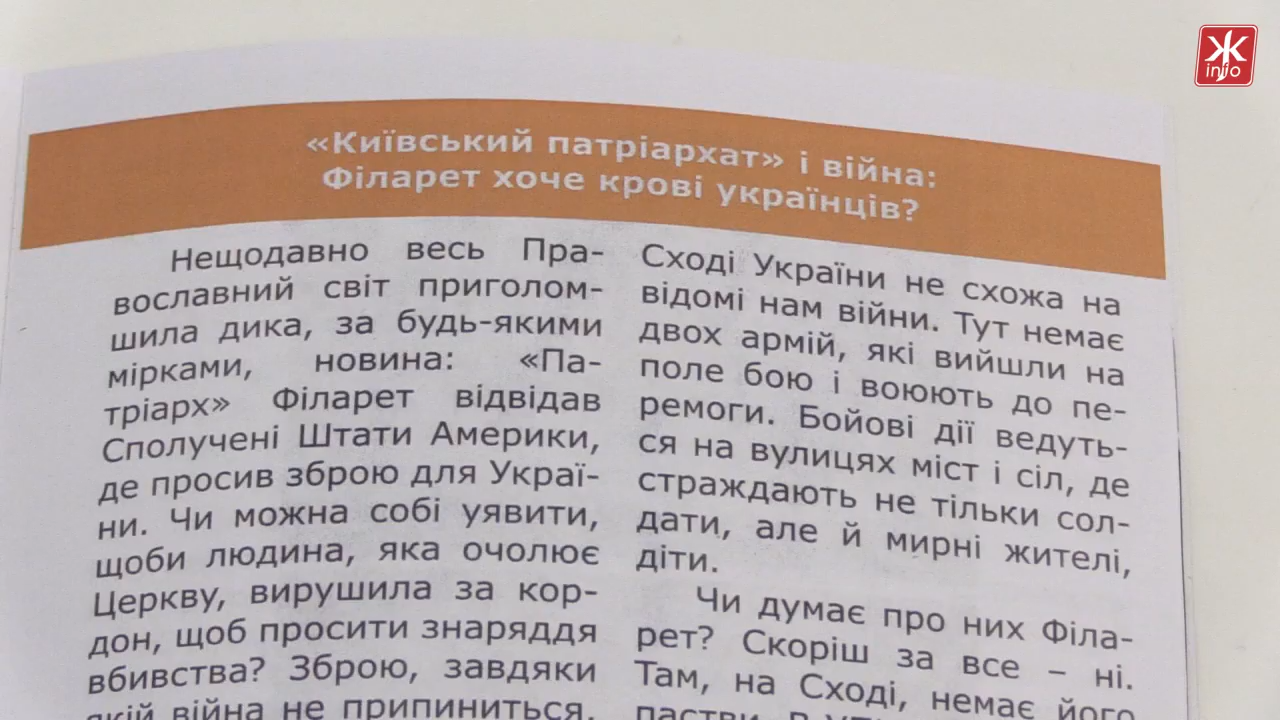 Ж
info
«Київський патріархат» і війна:
Філарет хоче крові українців?
Нещодавно весь Пра-
вославний світ приголом-
шила дика, за будь-якими
мірками, новина: «Па-
тріарх» Філарет відвідав
Сполучені Штати Америки,
де просив зброю для Украї-
ни. Чи можна собі уявити,
щоби людина, яка очолює
Церкву, вирушила за кор-
дон, щоб просити знаряддя
вбивства? Зброю, завдяки
якій війна не припиниться,
Сході України не схожа на
відомі нам війни. Тут немає
двох армій, які вийшли на
поле бою і воюють до пе-
ремоги. Бойові дії ведуть-
ся на вулицях міст і сіл, де
страждають не тільки сол-
дати, але й мирні жителі,
діти.
Чи думає про них Філа-
рет? Скоріш за все – ні.
Там, на Сході, немає його
пастви